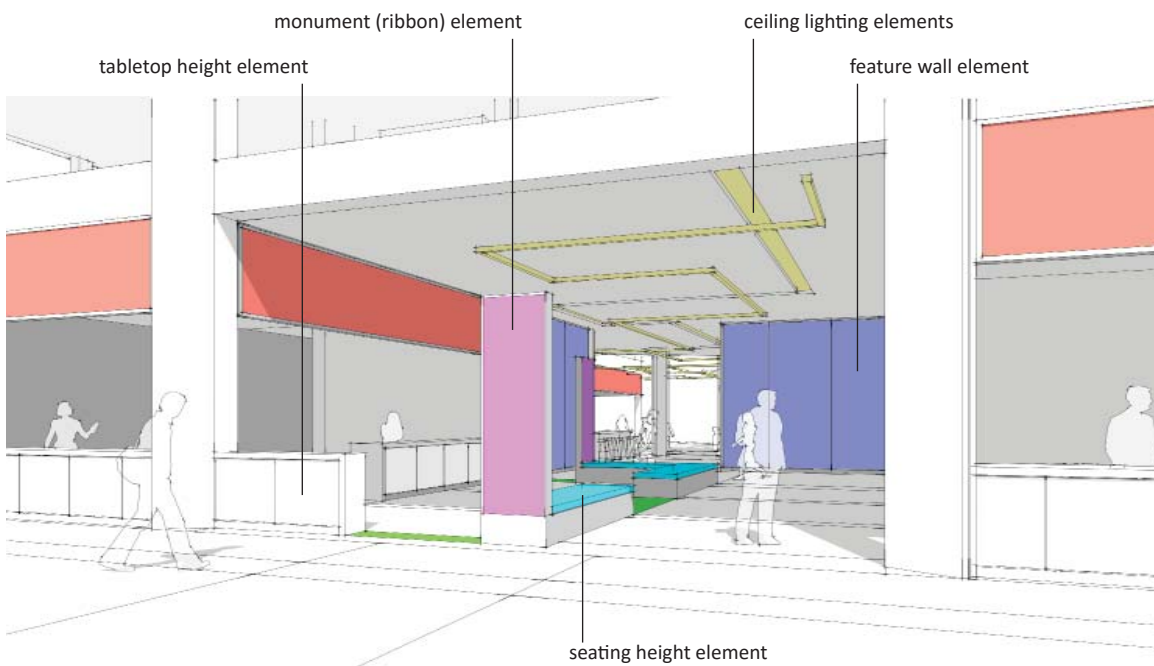 monument (ribbon) element
ceiling lighting elements
tabletop height element
feature wall element
seating height element